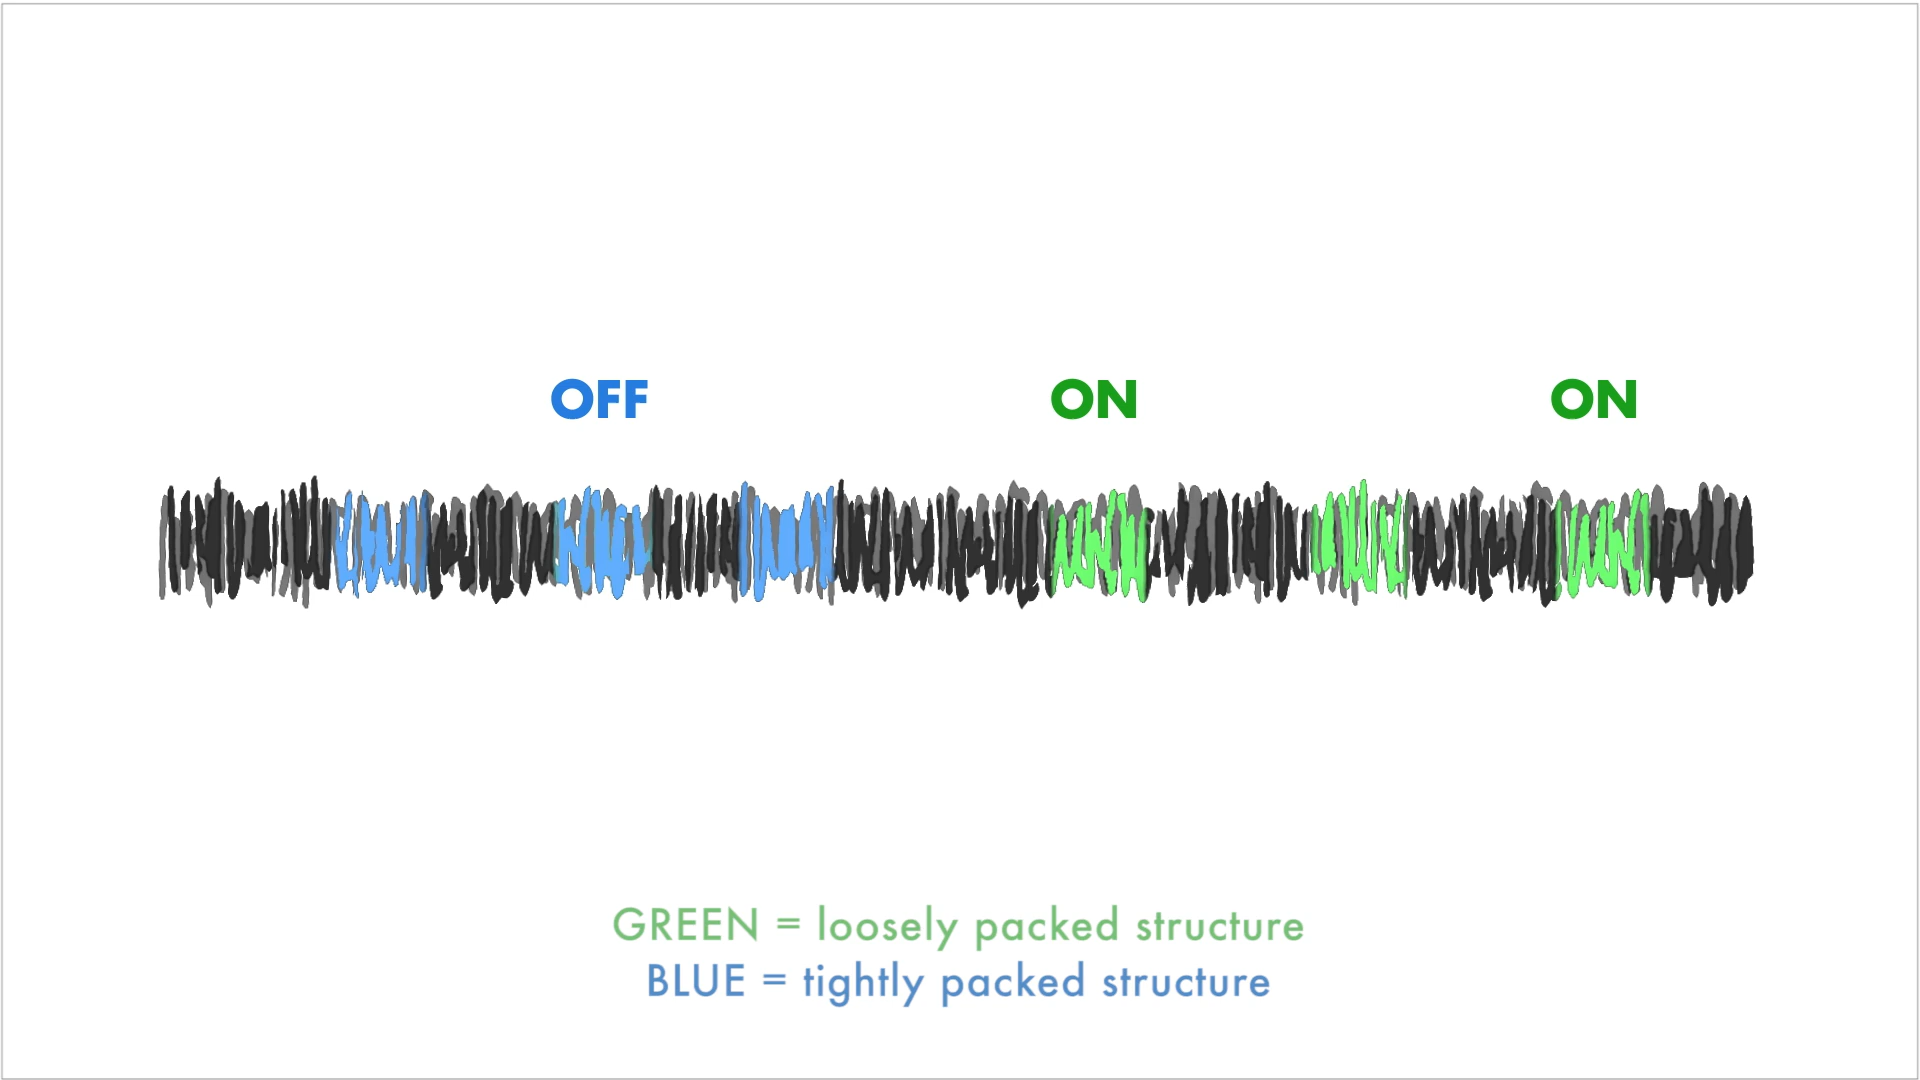 OFF ON ON
GREEN = loosely packed structure
BLUE = tightly packed structure